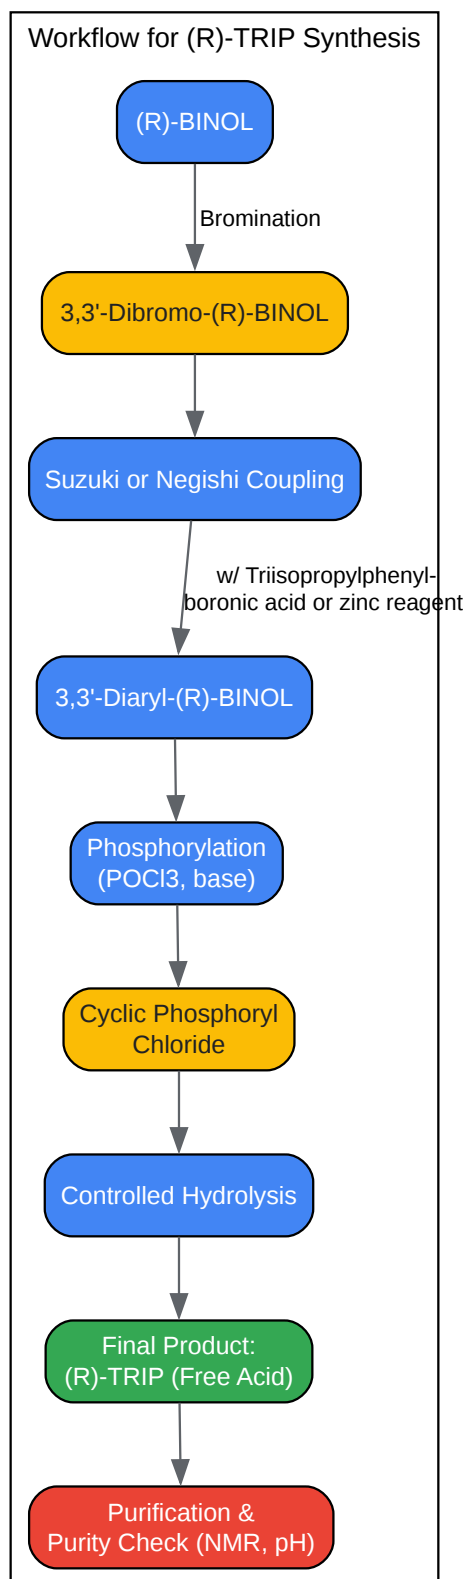 Workflow for (R)-TRIP Synthesis
(R)-BINOL
Bromination
3,3'-Dibromo-(R)-BINOL
Suzuki or Negishi Coupling
w/ Triisopropylphenyl-
boronic acid or zinc reagent
3,3'-Diaryl-(R)-BINOL
Phosphorylation
(POCl3, base)
Cyclic Phosphoryl
Chloride
Controlled Hydrolysis
Final Product:
(R)-TRIP (Free Acid)
Purification &
Purity Check (NMR, pH)